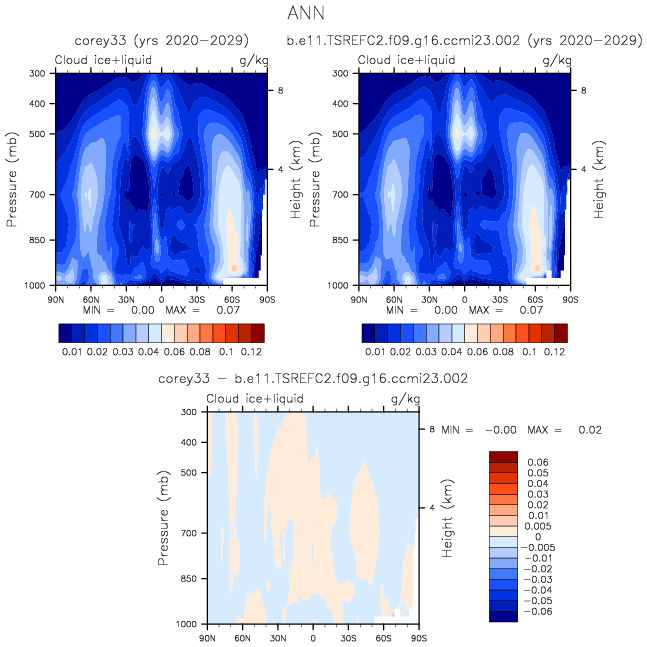 ANN
corey33 (yrs 2020-2029)
b.e11.TSREFC2.f09.g16.ccmi23.002 (yrs 2020-2029)
Cloud ice+liquid g/kg
Cloud ice+liquid g/kg
300
400
500
700
850
1000
Pressure (mb)
8
4
Height (km)
90N 60N 30N 0 30S 60S 90S
MIN = 0.00 MAX = 0.07
0.01 0.02 0.03 0.04 0.06 0.08 0.1 0.12
300
400
500
700
850
1000
Pressure (mb)
8
4
Height (km)
90N 60N 30N 0 30S 60S 90S
MIN = 0.00 MAX = 0.07
0.01 0.02 0.03 0.04 0.06 0.08 0.1 0.12
corey33 - b.e11.TSREFC2.f09.g16.ccmi23.002
Cloud ice+liquid g/kg
300
400
500
700
850
1000
Pressure (mb)
8
4
Height (km)
90N 60N 30N 0 30S 60S 90S
MIN = -0.00 MAX = 0.02
0.06
0.05
0.04
0.03
0.02
0.01
0.005
0
-0.005
-0.01
-0.02
-0.03
-0.04
-0.05
-0.06